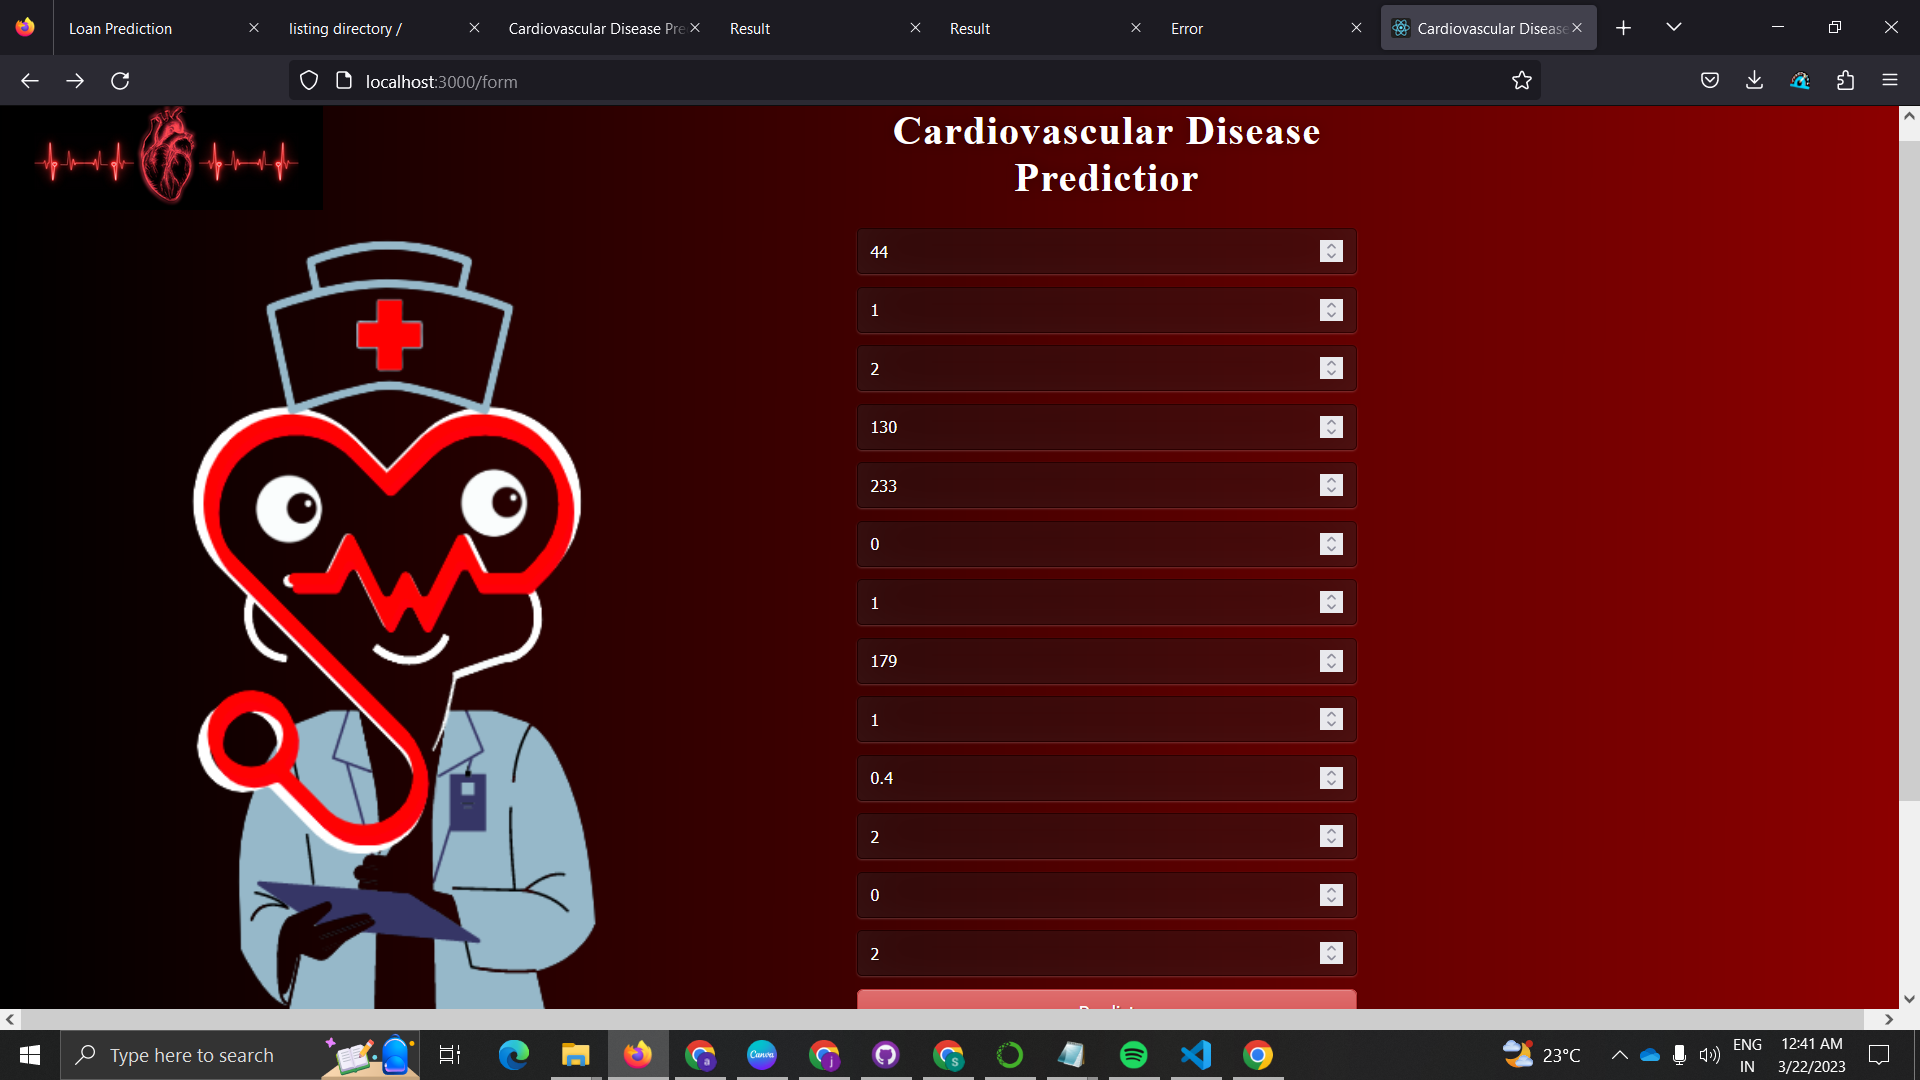 Loan Prediction
listing directory /
Cardiovascular Disease Pre
Result
Result
Error
Cardiovascular Disease
localhost:3000/form
Cardiovascular Disease
Predictior
44
1
2
130
233
0
1
179
1
0.4
2
0
2
Predict
Type here to search
Canva
a
j
S
23°C
ENG
IN
12:41 AM
3/22/2023